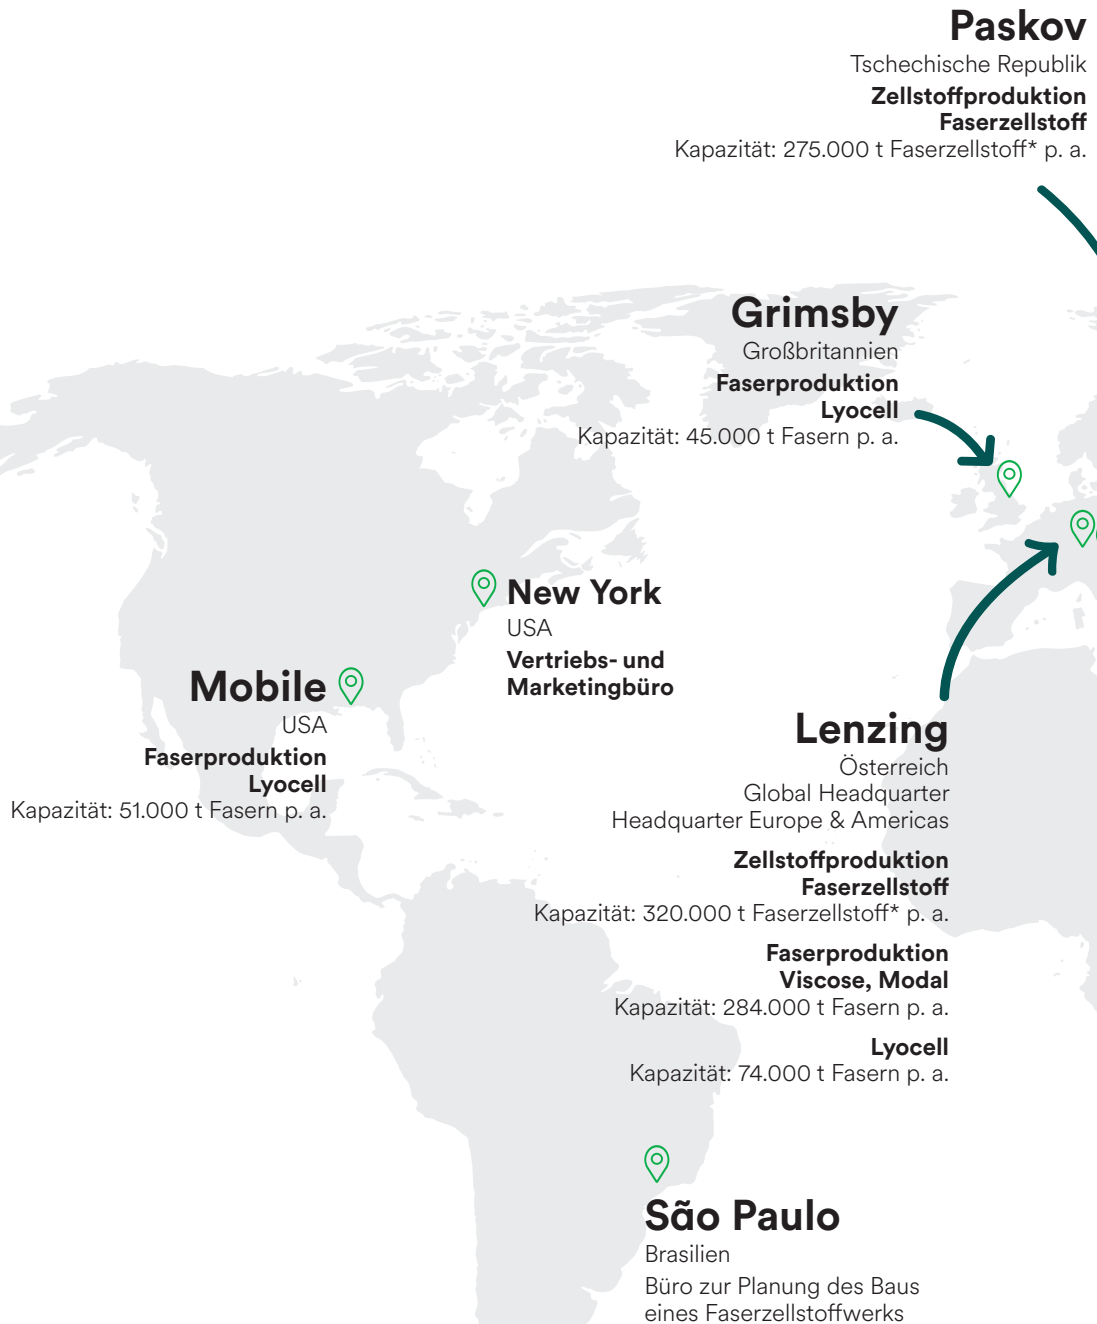 Paskov
Tschechische Republik
Zellstoffproduktion
Faserzellstoff
Kapazität: 275.000 t Faserzellstoff* p. a.
Grimsby
Großbritannien
Faserproduktion
Lyocell
Kapazität: 45.000 t Fasern p. a.
New York
USA
Vertriebs- und
Marketingbüro
Mobile
USA
Faserproduktion
Lyocell
Kapazität: 51.000 t Fasern p. a.
Lenzing
Österreich
Global Headquarter
Headquarter Europe & Americas
Zellstoffproduktion
Faserzellstoff
Kapazität: 320.000 t Faserzellstoff* p. a.
Faserproduktion
Viscose, Modal
Kapazität: 284.000 t Fasern p. a.
Lyocell
Kapazität: 74.000 t Fasern p. a.
São Paulo
Brasilien
Büro zur Planung des Baus
eines Faserzellstoffwerks